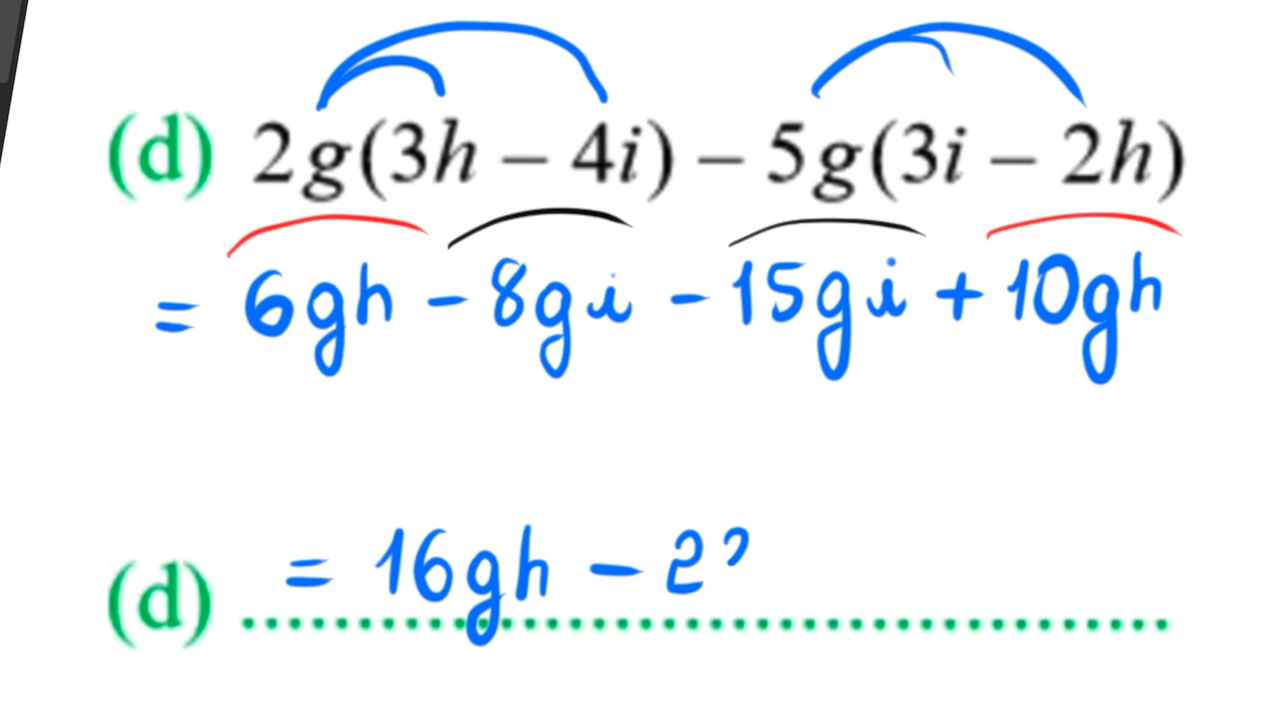 (d) 2g(3h – 4i) – 5g(3i – 2h)
= 6gh - 8gi - 15gi + 10gh
(d) = 16gh - 2